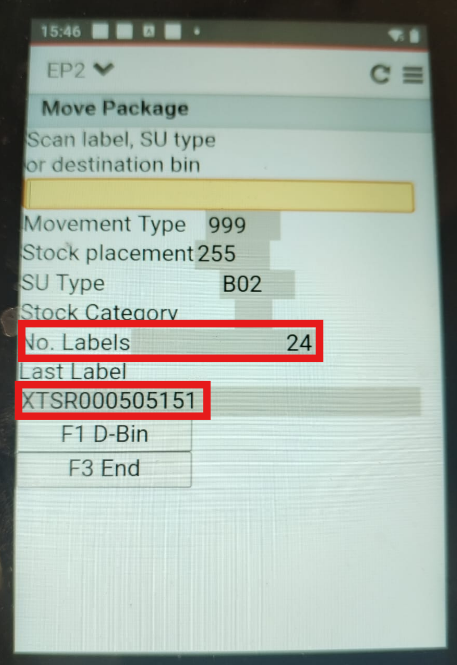 15:46
EP2
Move Package
Scan label, SU type
or destination bin
Movement Type 999
Stock placement 255
SU Type B02
Stock Category
No. Labels 24
Last Label
XTSR000505151
F1 D-Bin
F3 End